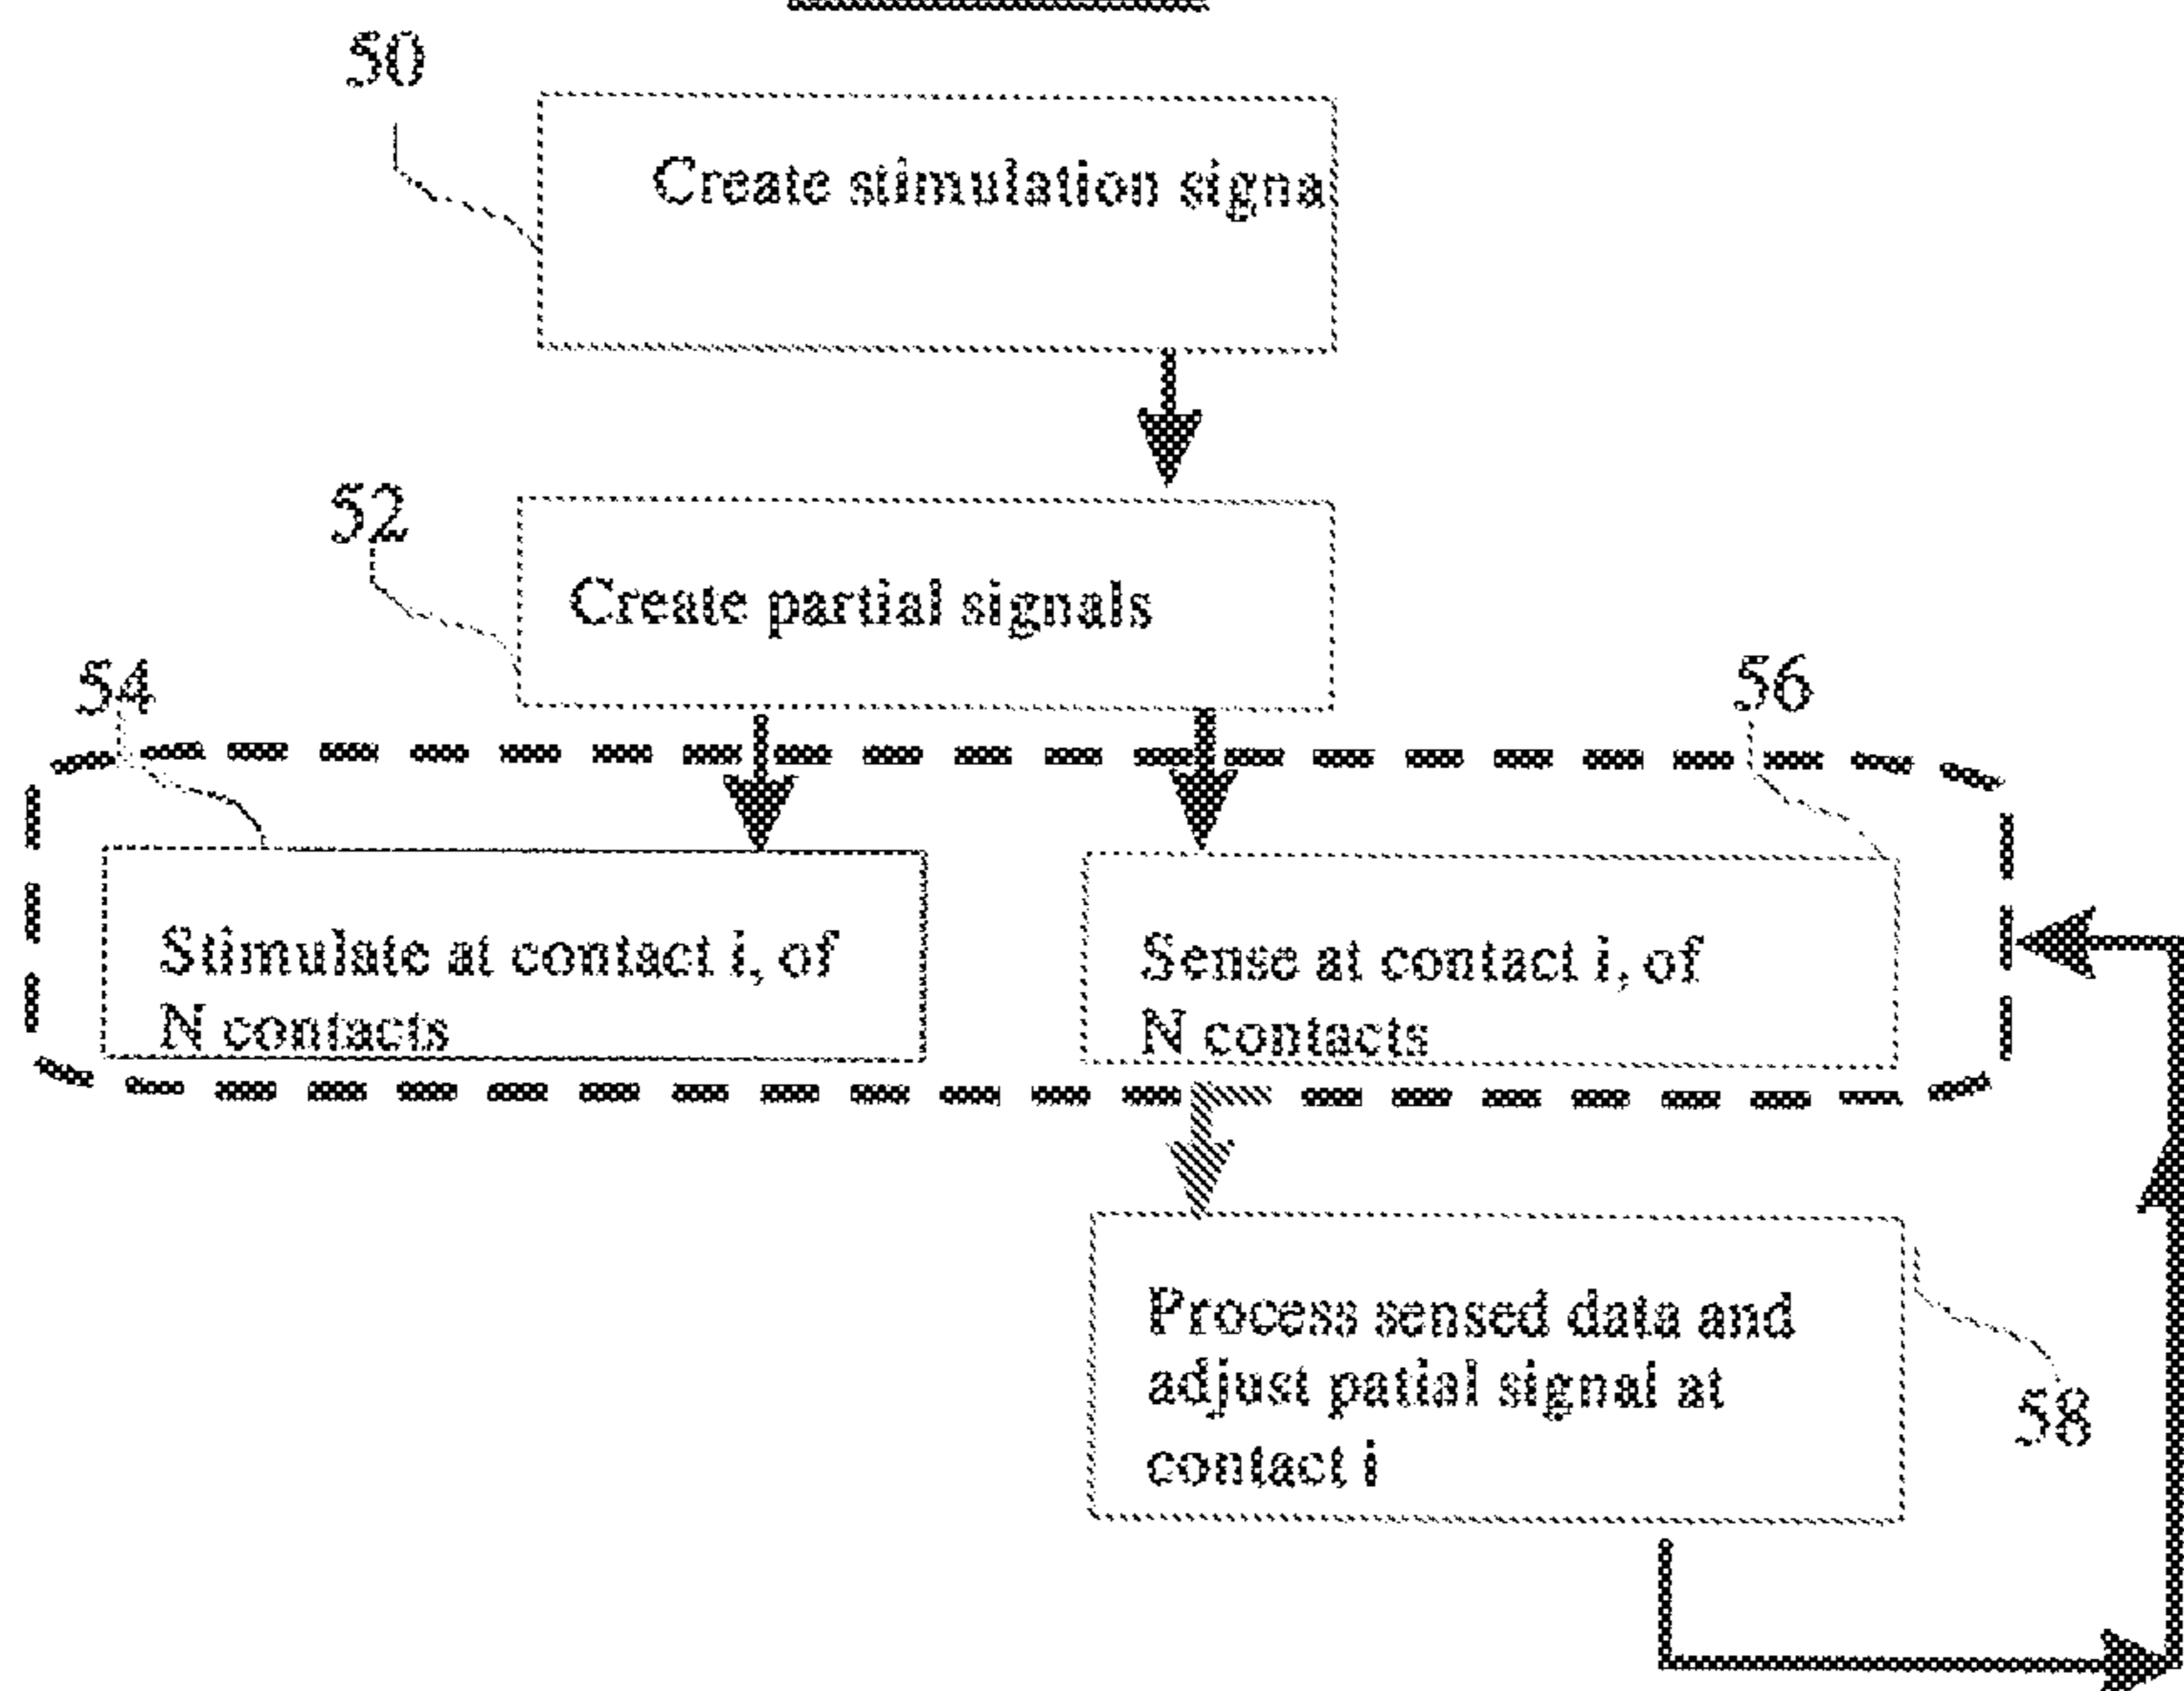 50
Create stimulation signal
52
Create partial signals
54
56
Stimulate at contact i, of
N contacts
Sense at contact i, of
N contacts
Process sensed data and
adjust patial signal at
contact i
58